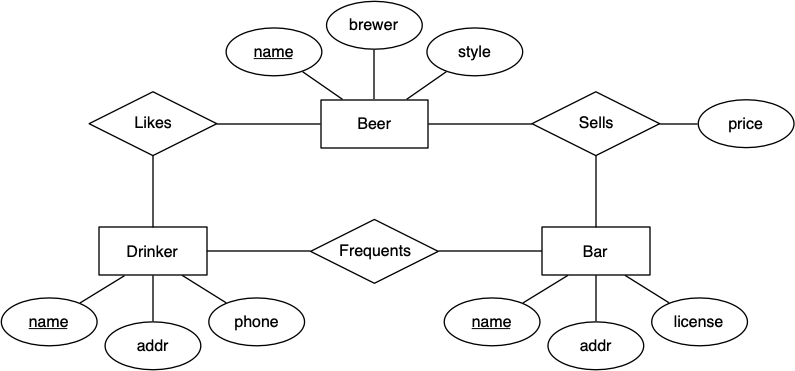 brewer
name
style
Likes
Beer
Sells
price
Drinker
Frequents
Bar
name
addr
phone
name
addr
license